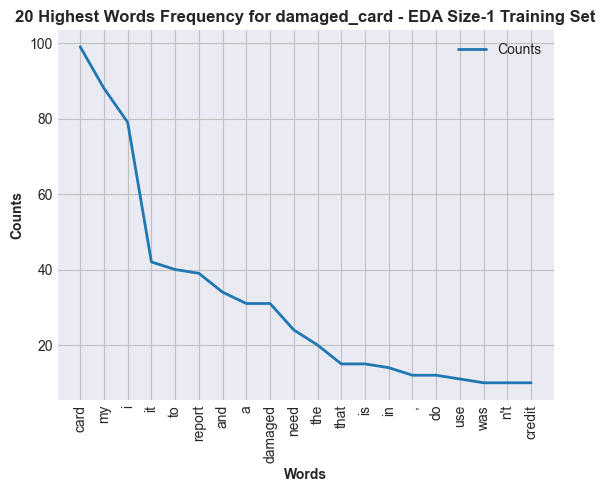 20 Highest Words Frequency for damaged_card - EDA Size-1 Training Set
Counts
100
80
60
40
20
Counts
card
my
i
it
to
report
and
a
damaged
need
the
that
is
in
,
do
use
was
n't
credit
Words